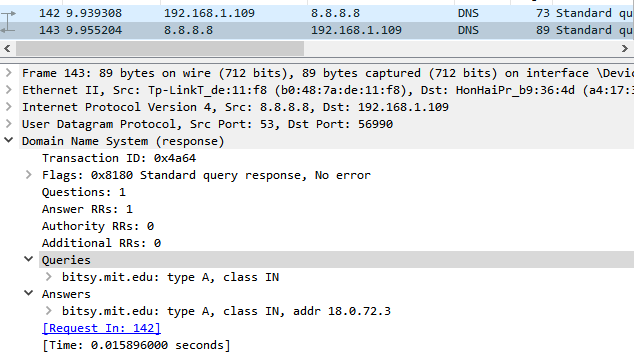 142 9.939308 192.168.1.109 8.8.8.8 DNS 73 Standard qu
143 9.955204 8.8.8.8 192.168.1.109 DNS 89 Standard qu
Frame 143: 89 bytes on wire (712 bits), 89 bytes captured (712 bits) on interface \Devic
Ethernet II, Src: Tp-LinkT_de:11:f8 (b0:48:7a:de:11:f8), Dst: HonHaiPr_b9:36:4d (a4:17:3
Internet Protocol Version 4, Src: 8.8.8.8, Dst: 192.168.1.109
User Datagram Protocol, Src Port: 53, Dst Port: 56990
Domain Name System (response)
Transaction ID: 0x4a64
Flags: 0x8180 Standard query response, No error
Questions: 1
Answer RRs: 1
Authority RRs: 0
Additional RRs: 0
Queries
bitsy.mit.edu: type A, class IN
Answers
bitsy.mit.edu: type A, class IN, addr 18.0.72.3
[Request In: 142]
[Time: 0.015896000 seconds]